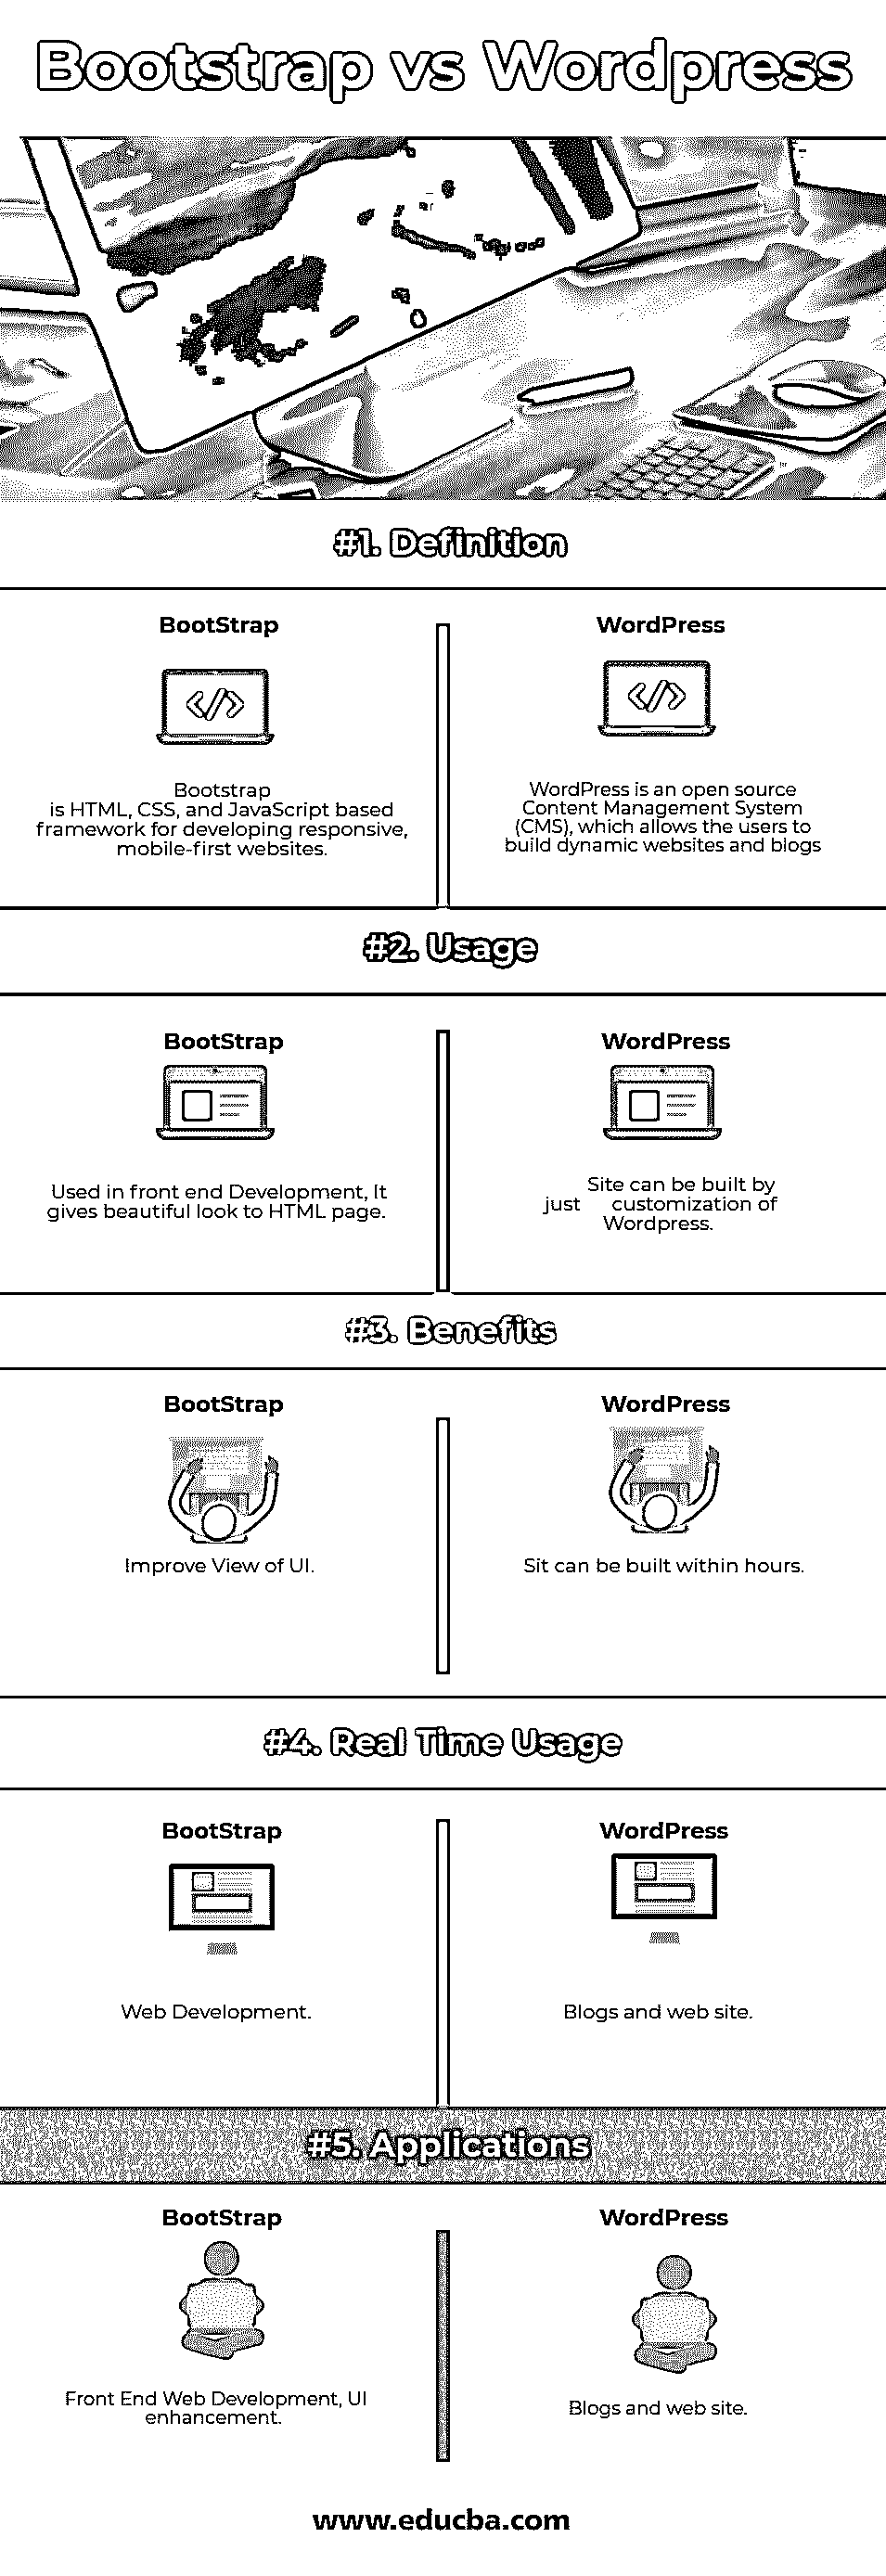 Bootstrap vs Wordpress
#1. Definition
BootStrap
WordPress
Bootstrap
is HTML, CSS, and JavaScript based
framework for developing responsive,
mobile-first websites.
WordPress is an open source
Content Management System
(CMS), which allows the users to
build dynamic websites and blogs
#2. Usage
BootStrap
WordPress
Used in front end Development, It
gives beautiful look to HTML page.
Site can be built by
just customization of
Wordpress.
#3. Benefits
BootStrap
WordPress
Improve View of UI.
Sit can be built within hours.
#4. Real Time Usage
BootStrap
WordPress
Web Development.
Blogs and web site.
#5. Applications
BootStrap
WordPress
Front End Web Development, UI
enhancement.
Blogs and web site.
www.educba.com